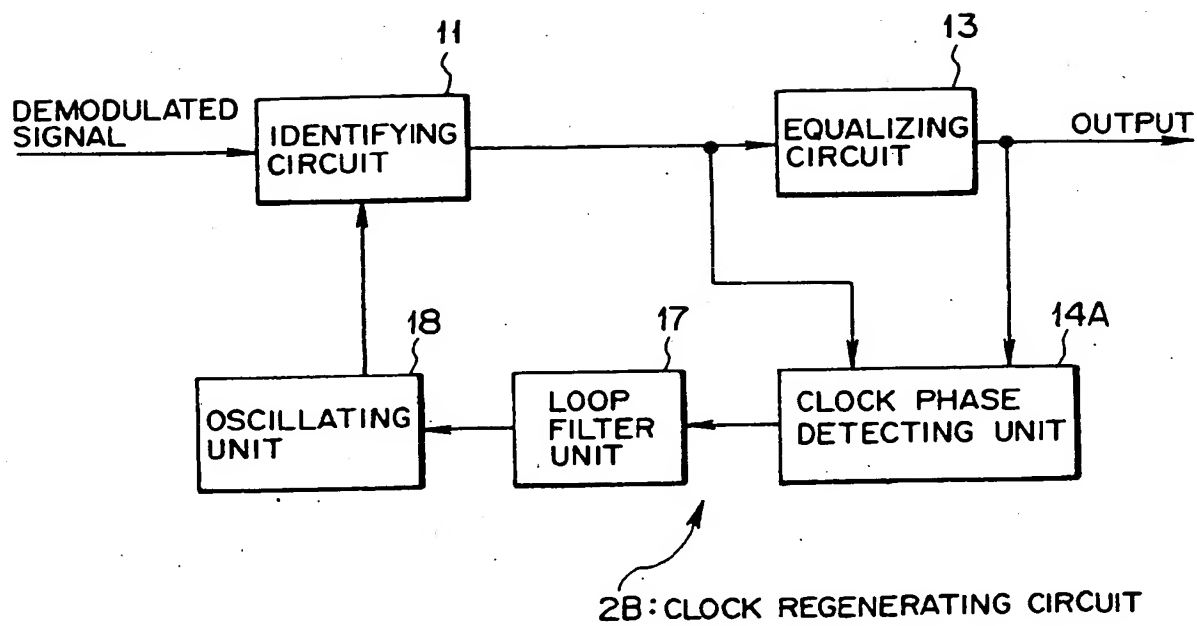 11
13
DEMODULATED
SIGNAL
IDENTIFYING
CIRCUIT
EQUALIZING
CIRCUIT
OUTPUT
18
17
14A
OSCILLATING
UNIT
LOOP
FILTER
UNIT
CLOCK PHASE
DETECTING UNIT
2B: CLOCK REGENERATING CIRCUIT